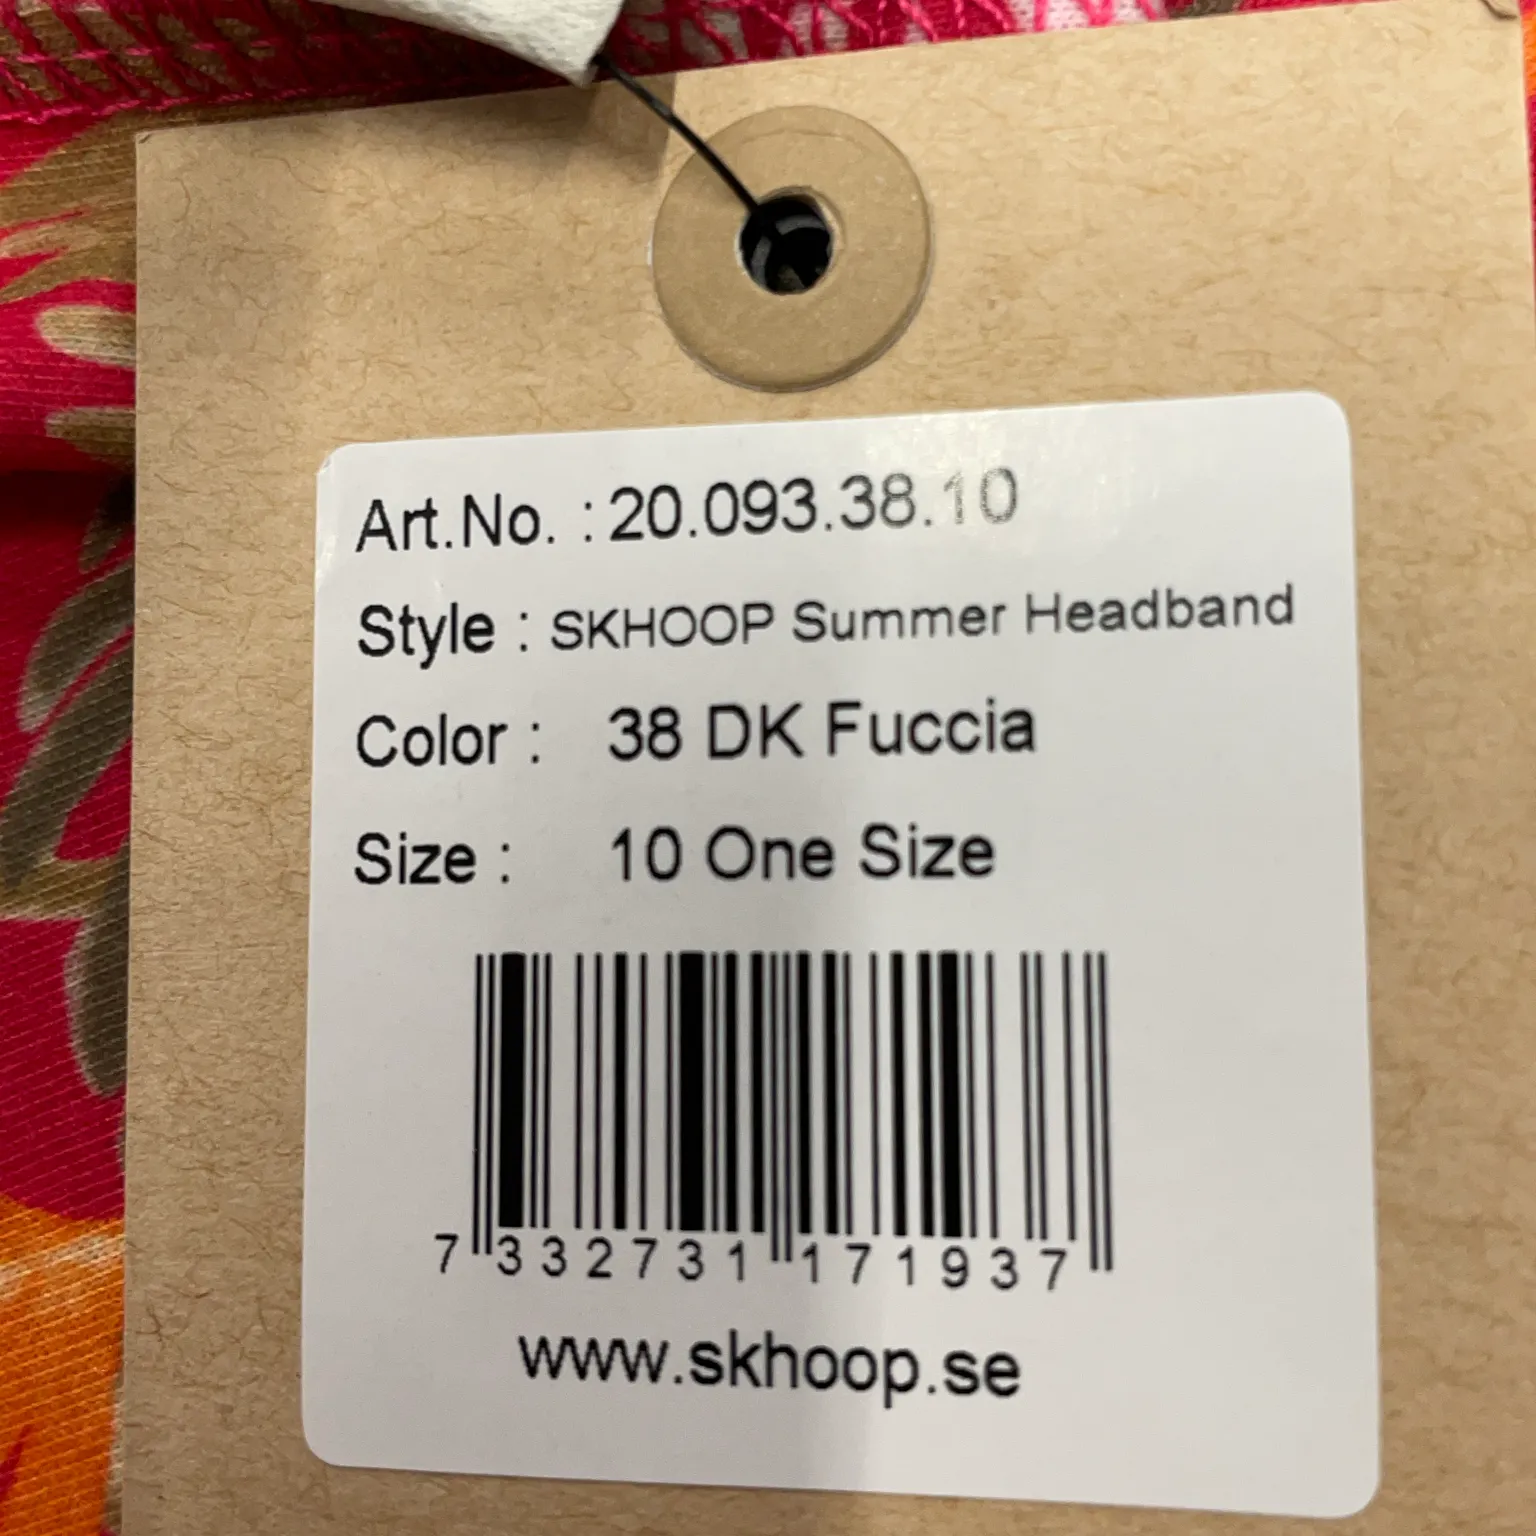 Art.No. : 20.093.38.10
Style : SKHOOP Summer Headband
Color : 38 DK Fuccia
Size : 10 One Size
7 332731 171937
www.skhoop.se